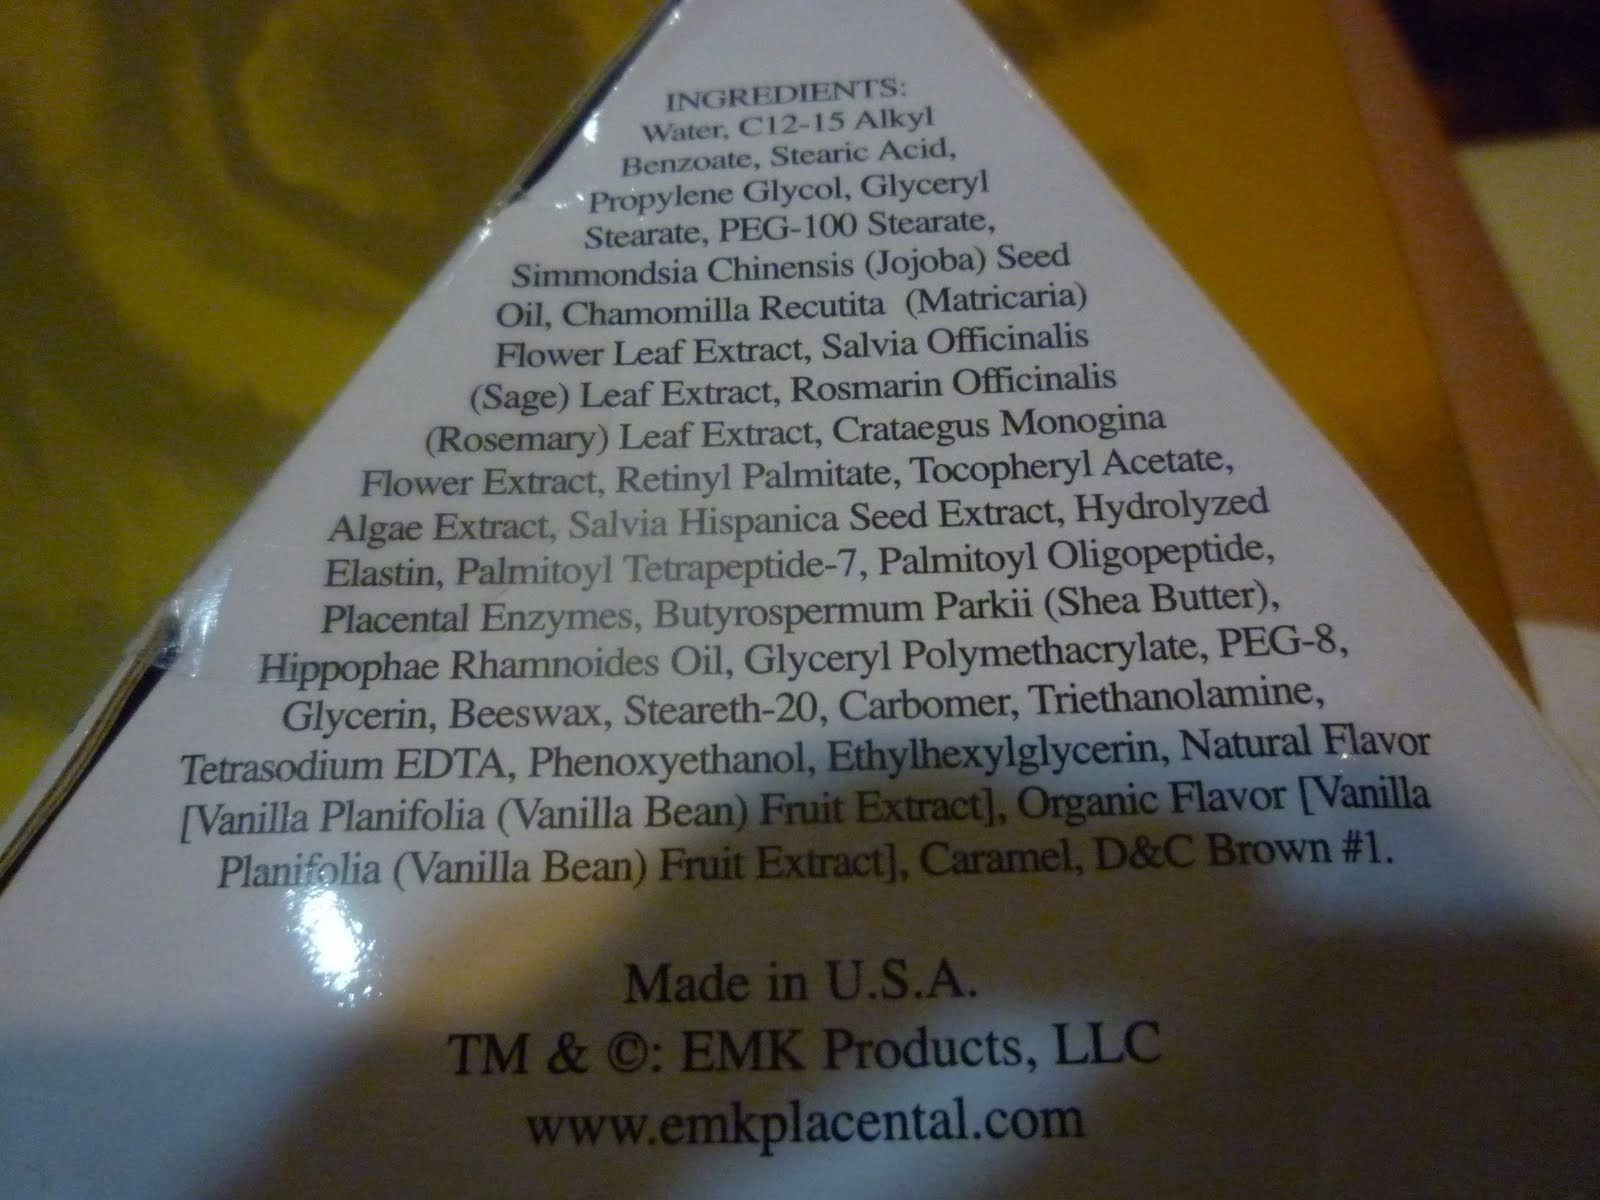 INGREDIENTS:
Water, C12-15 Alkyl
Benzoate, Stearic Acid,
Propylene Glycol, Glyceryl
Stearate, PEG-100 Stearate,
Simmondsia Chinensis (Jojoba) Seed
Oil, Chamomilla Recutita (Matricaria)
Flower Leaf Extract, Salvia Officinalis
(Sage) Leaf Extract, Rosmarin Officinalis
(Rosemary) Leaf Extract, Crataegus Monogina
Flower Extract, Retinyl Palmitate, Tocopheryl Acetate,
Algae Extract, Salvia Hispanica Seed Extract, Hydrolyzed
Elastin, Palmitoyl Tetrapeptide-7, Palmitoyl Oligopeptide,
Placental Enzymes, Butyrospermum Parkii (Shea Butter),
Hippophae Rhamnoides Oil, Glyceryl Polymethacrylate, PEG-8,
Glycerin, Beeswax, Steareth-20, Carbomer, Triethanolamine,
Tetrasodium EDTA, Phenoxyethanol, Ethylhexylglycerin, Natural Flavor
[Vanilla Planifolia (Vanilla Bean) Fruit Extract], Organic Flavor [Vanilla
Planifolia (Vanilla Bean) Fruit Extract], Caramel, D&C Brown #1.
Made in U.S.A.
TM & ©: EMK Products, LLC
www.emkplacental.com